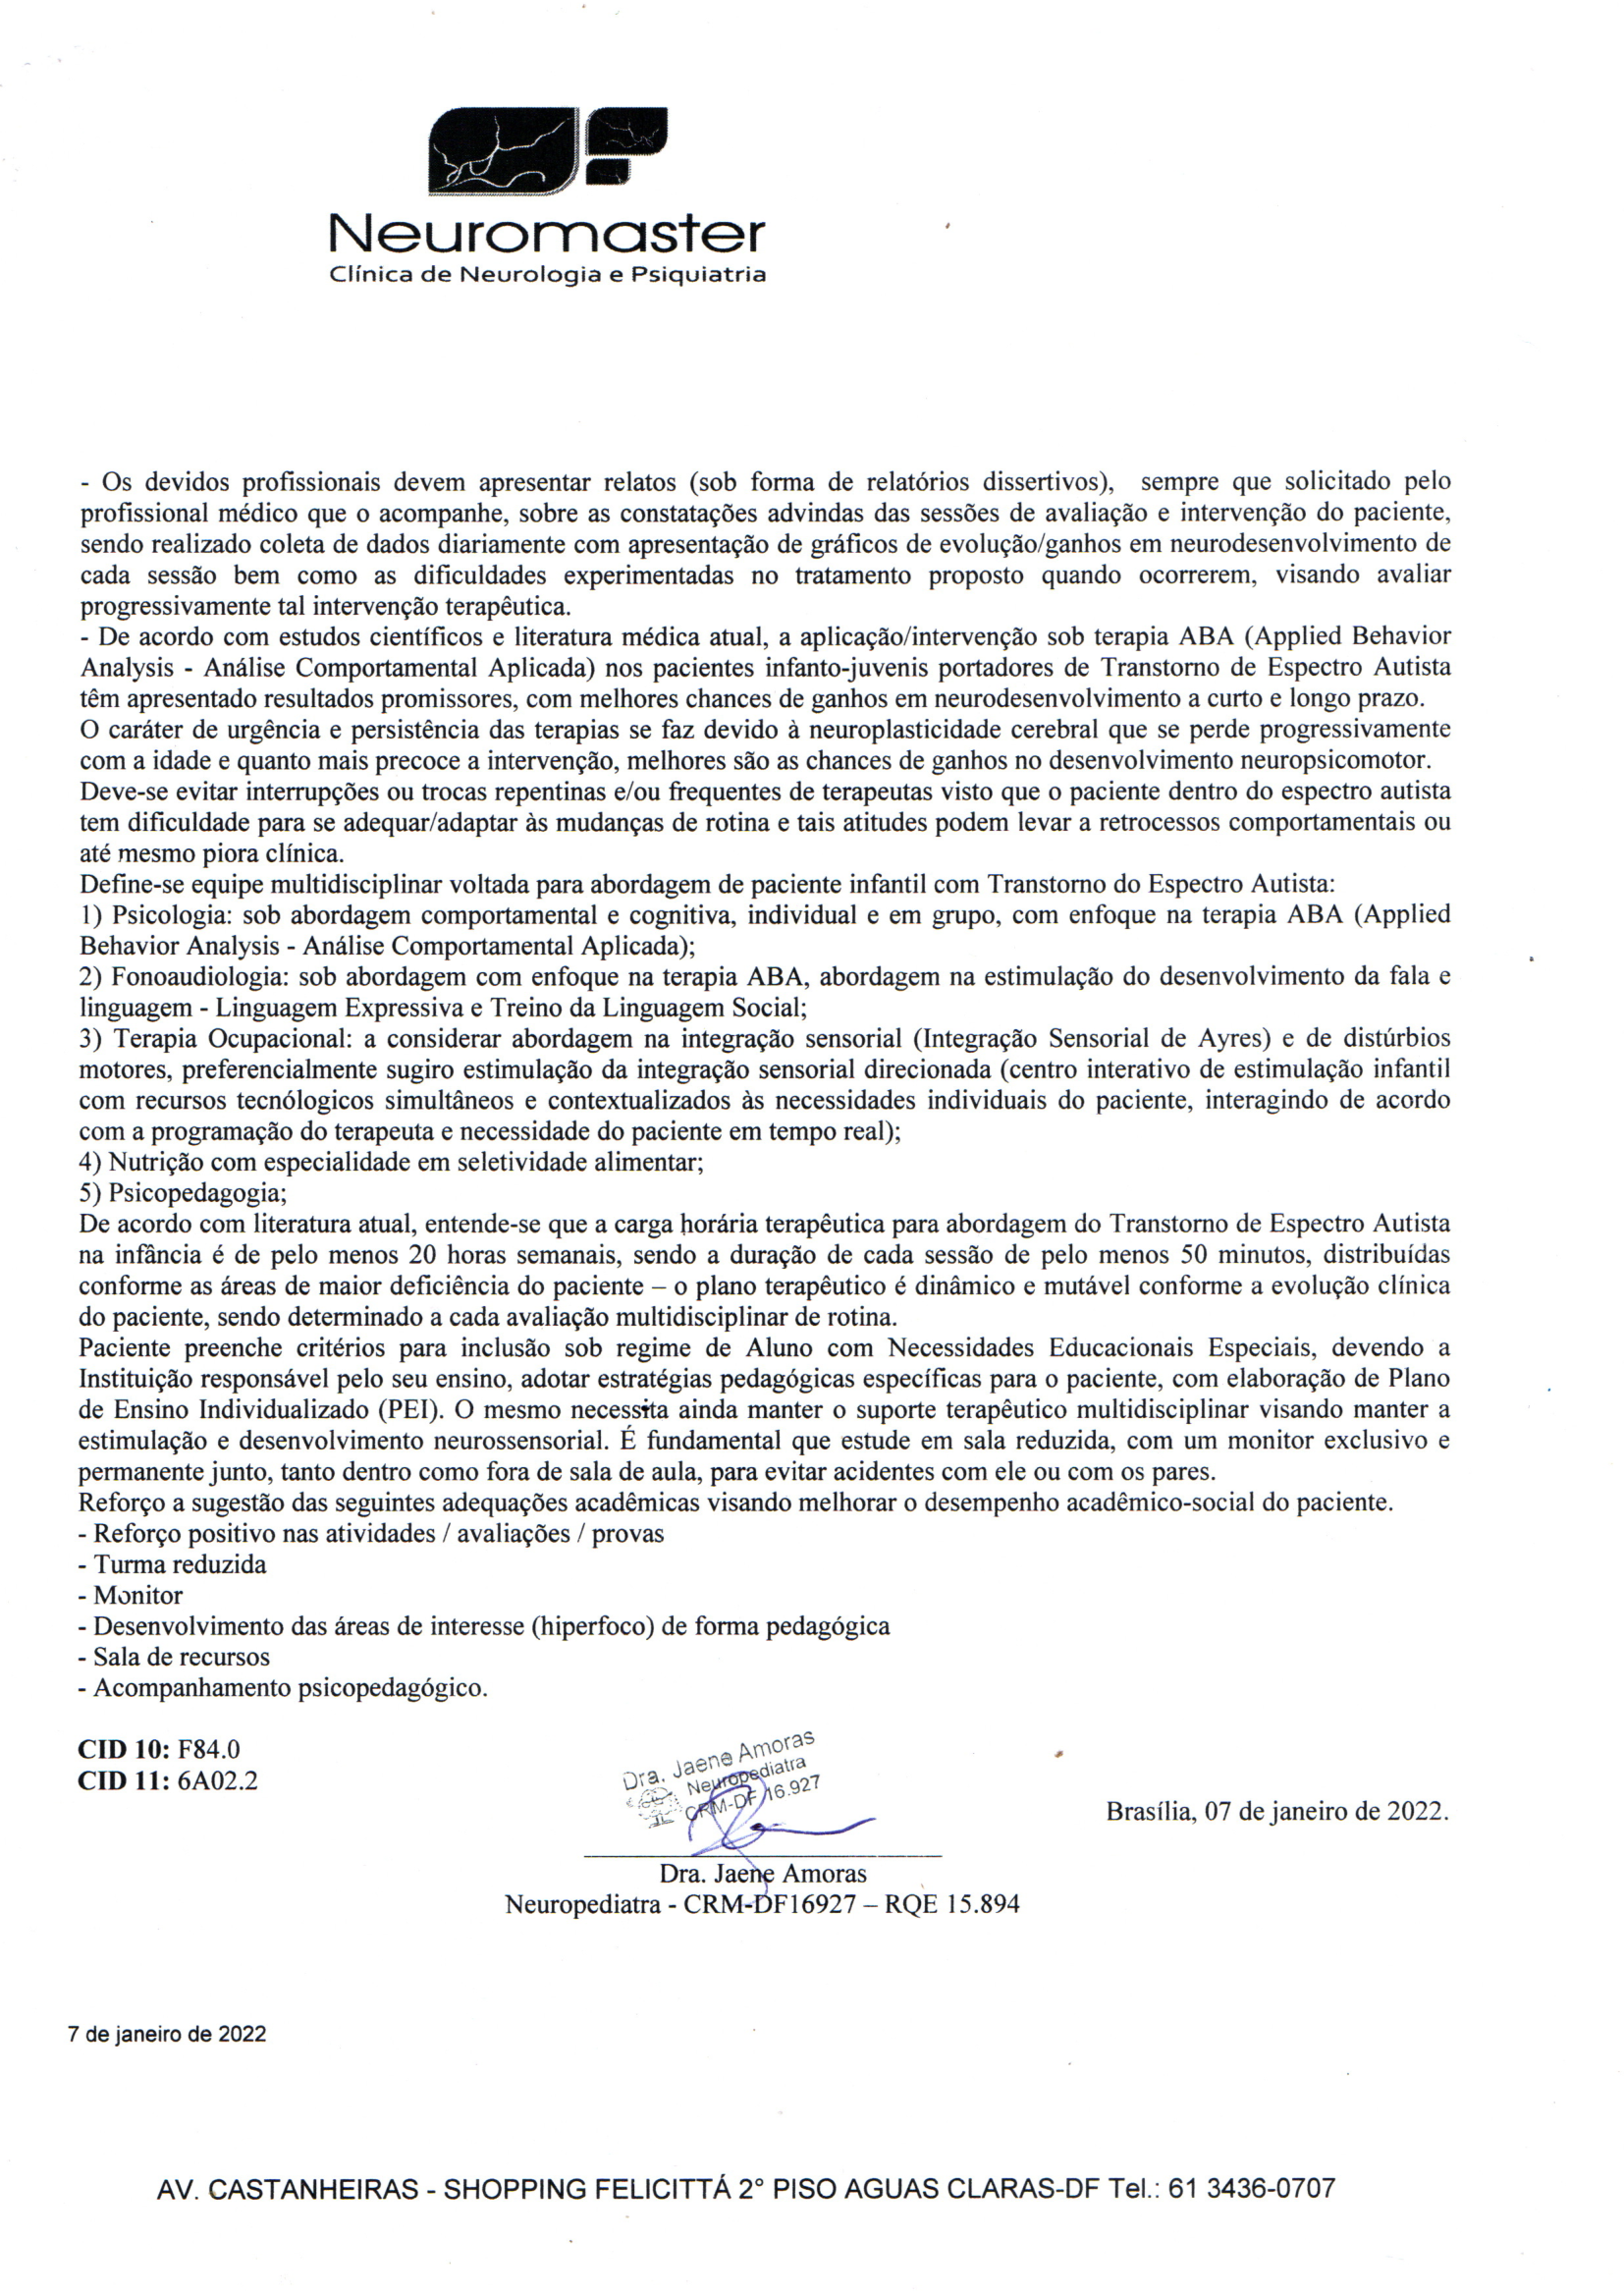 Neuromaster
Clínica de Neurologia e Psiquiatria
- Os devidos profissionais devem apresentar relatos (sob forma de relatórios dissertivos), sempre que solicitado pelo
profissional médico que o acompanhe, sobre as constatações advindas das sessões de avaliação e intervenção do paciente,
sendo realizado coleta de dados diariamente com apresentação de gráficos de evolução/ganhos em neurodesenvolvimento de
cada sessão bem como as dificuldades experimentadas no tratamento proposto quando ocorrerem, visando avaliar
progressivamente tal intervenção terapêutica.
- De acordo com estudos científicos e literatura médica atual, a aplicação/intervenção sob terapia ABA (Applied Behavior
Analysis - Análise Comportamental Aplicada) nos pacientes infanto-juvenis portadores de Transtorno de Espectro Autista
têm apresentado resultados promissores, com melhores chances de ganhos em neurodesenvolvimento a curto e longo prazo.
O caráter de urgência e persistência das terapias se faz devido à neuroplasticidade cerebral que se perde progressivamente
com a idade e quanto mais precoce a intervenção, melhores são as chances de ganhos no desenvolvimento neuropsicomotor.
Deve-se evitar interrupções ou trocas repentinas e/ou frequentes de terapeutas visto que o paciente dentro do espectro autista
tem dificuldade para se adequar/adaptar às mudanças de rotina e tais atitudes podem levar a retrocessos comportamentais ou
até mesmo piora clínica.
Define-se equipe multidisciplinar voltada para abordagem de paciente infantil com Transtorno do Espectro Autista:
1) Psicologia: sob abordagem comportamental e cognitiva, individual e em grupo, com enfoque na terapia ABA (Applied
Behavior Analysis - Análise Comportamental Aplicada);
2) Fonoaudiologia: sob abordagem com enfoque na terapia ABA, abordagem na estimulação do desenvolvimento da fala e
linguagem - Linguagem Expressiva e Treino da Linguagem Social;
3) Terapia Ocupacional: a considerar abordagem na integração sensorial (Integração Sensorial de Ayres) e de distúrbios
motores, preferencialmente sugiro estimulação da integração sensorial direcionada (centro interativo de estimulação infantil
com recursos tecnólogicos simultâneos e contextualizados às necessidades individuais do paciente, interagindo de acordo
com a programação do terapeuta e necessidade do paciente em tempo real);
4) Nutrição com especialidade em seletividade alimentar;
5) Psicopedagogia;
De acordo com literatura atual, entende-se que a carga horária terapêutica para abordagem do Transtorno de Espectro Autista
na infância é de pelo menos 20 horas semanais, sendo a duração de cada sessão de pelo menos 50 minutos, distribuídas
conforme as áreas de maior deficiência do paciente – o plano terapêutico é dinâmico e mutável conforme a evolução clínica
do paciente, sendo determinado a cada avaliação multidisciplinar de rotina.
Paciente preenche critérios para inclusão sob regime de Aluno com Necessidades Educacionais Especiais, devendo a
Instituição responsável pelo seu ensino, adotar estratégias pedagógicas específicas para o paciente, com elaboração de Plano
de Ensino Individualizado (PEI). O mesmo necessita ainda manter o suporte terapêutico multidisciplinar visando manter a
estimulação e desenvolvimento neurossensorial. É fundamental que estude em sala reduzida, com um monitor exclusivo e
permanente junto, tanto dentro como fora de sala de aula, para evitar acidentes com ele ou com os pares.
Reforço a sugestão das seguintes adequações acadêmicas visando melhorar o desempenho acadêmico-social do paciente.
- Reforço positivo nas atividades / avaliações / provas
- Turma reduzida
- Monitor
- Desenvolvimento das áreas de interesse (hiperfoco) de forma pedagógica
- Sala de recursos
- Acompanhamento psicopedagógico.
CID 10: F84.0
CID 11: 6A02.2
Dra. Jaene Amoras
Neuropediatra
CRM-DF 16.927
Brasília, 07 de janeiro de 2022.
Dra. Jaene Amoras
Neuropediatra - CRM-DF16927 – RQE 15.894
7 de janeiro de 2022
AV. CASTANHEIRAS - SHOPPING FELICITTÁ 2° PISO AGUAS CLARAS-DF Tel.: 61 3436-0707